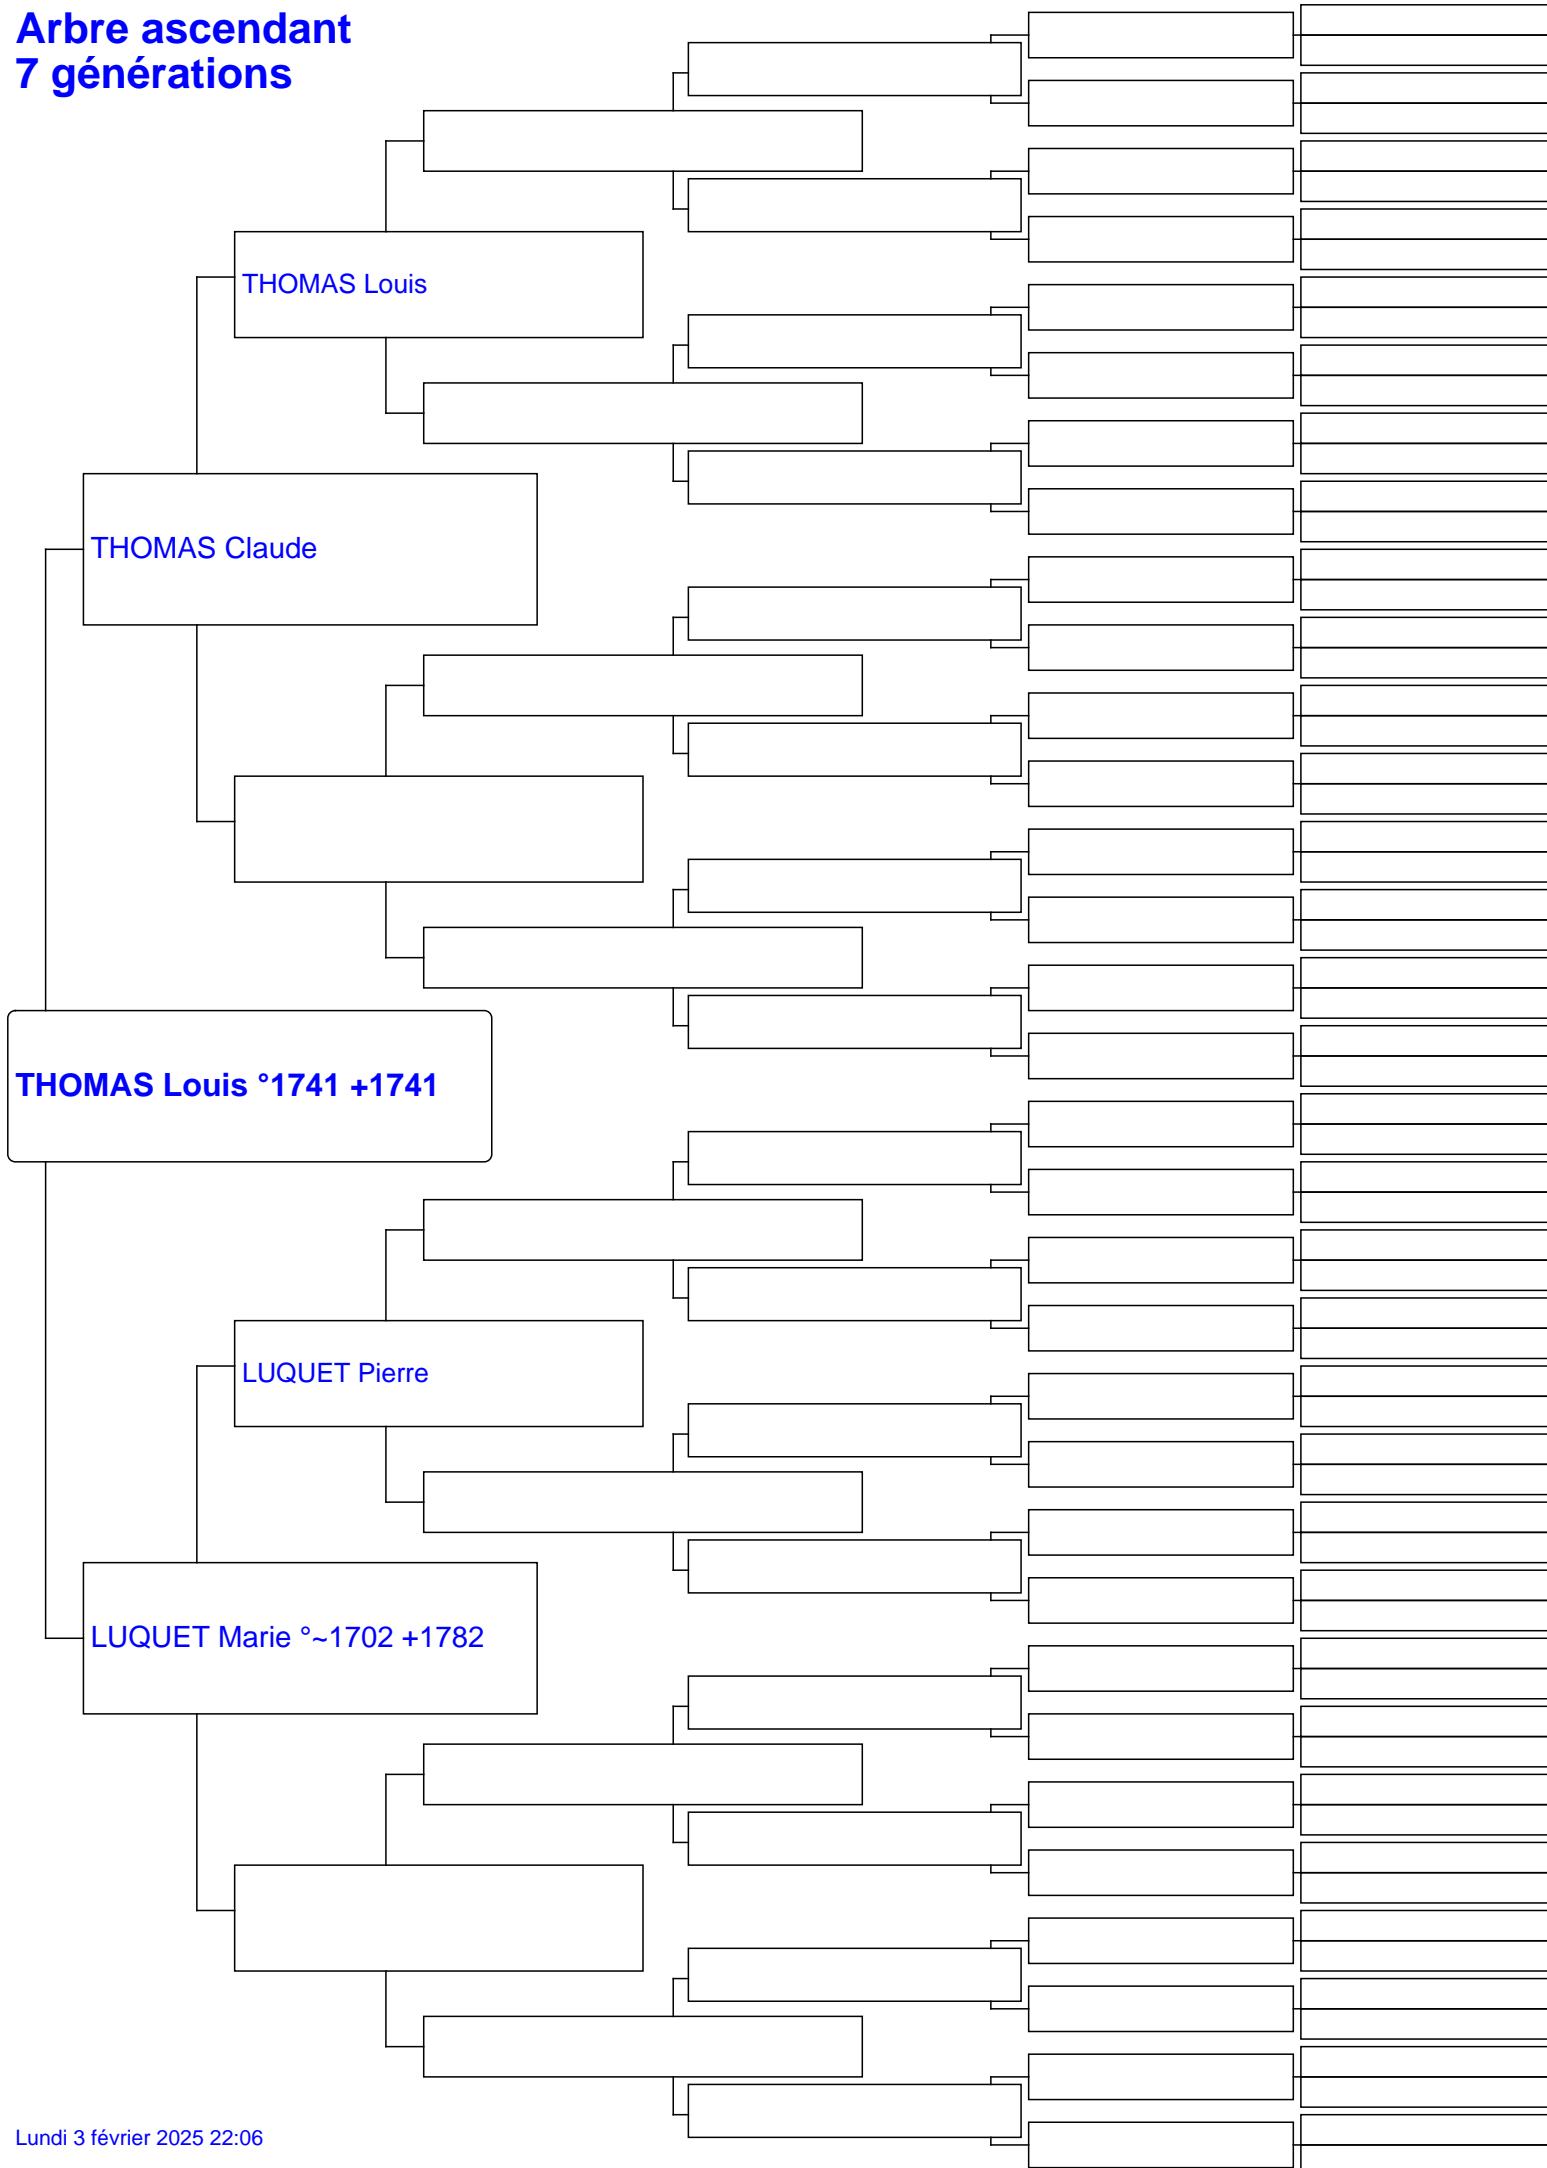 Arbre ascendant
7 générations
THOMAS Louis
THOMAS Claude
THOMAS Louis °1741 +1741
LUQUET Pierre
LUQUET Marie °~1702 +1782
Lundi 3 février 2025 22:06